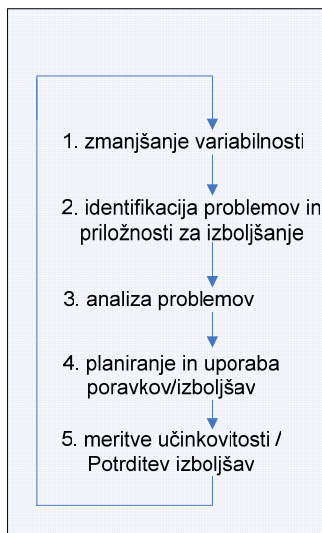 1. zmanjšanje variabilnosti
2. identifikacija problemov in
priložnosti za izboljšanje
3. analiza problemov
4. planiranje in uporaba
poravkov/izboljšav
5. meritve učinkovitosti /
Potrditev izboljšav